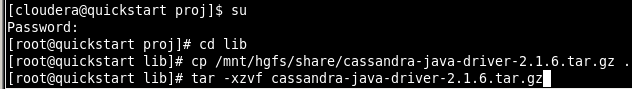 [cloudera@quickstart proj]$ su
Password:
[root@quickstart proj]# cd lib
[root@quickstart lib]# cp /mnt/hgfs/share/cassandra-java-driver-2.1.6.tar.gz .
[root@quickstart lib]# tar -xzvf cassandra-java-driver-2.1.6.tar.gz